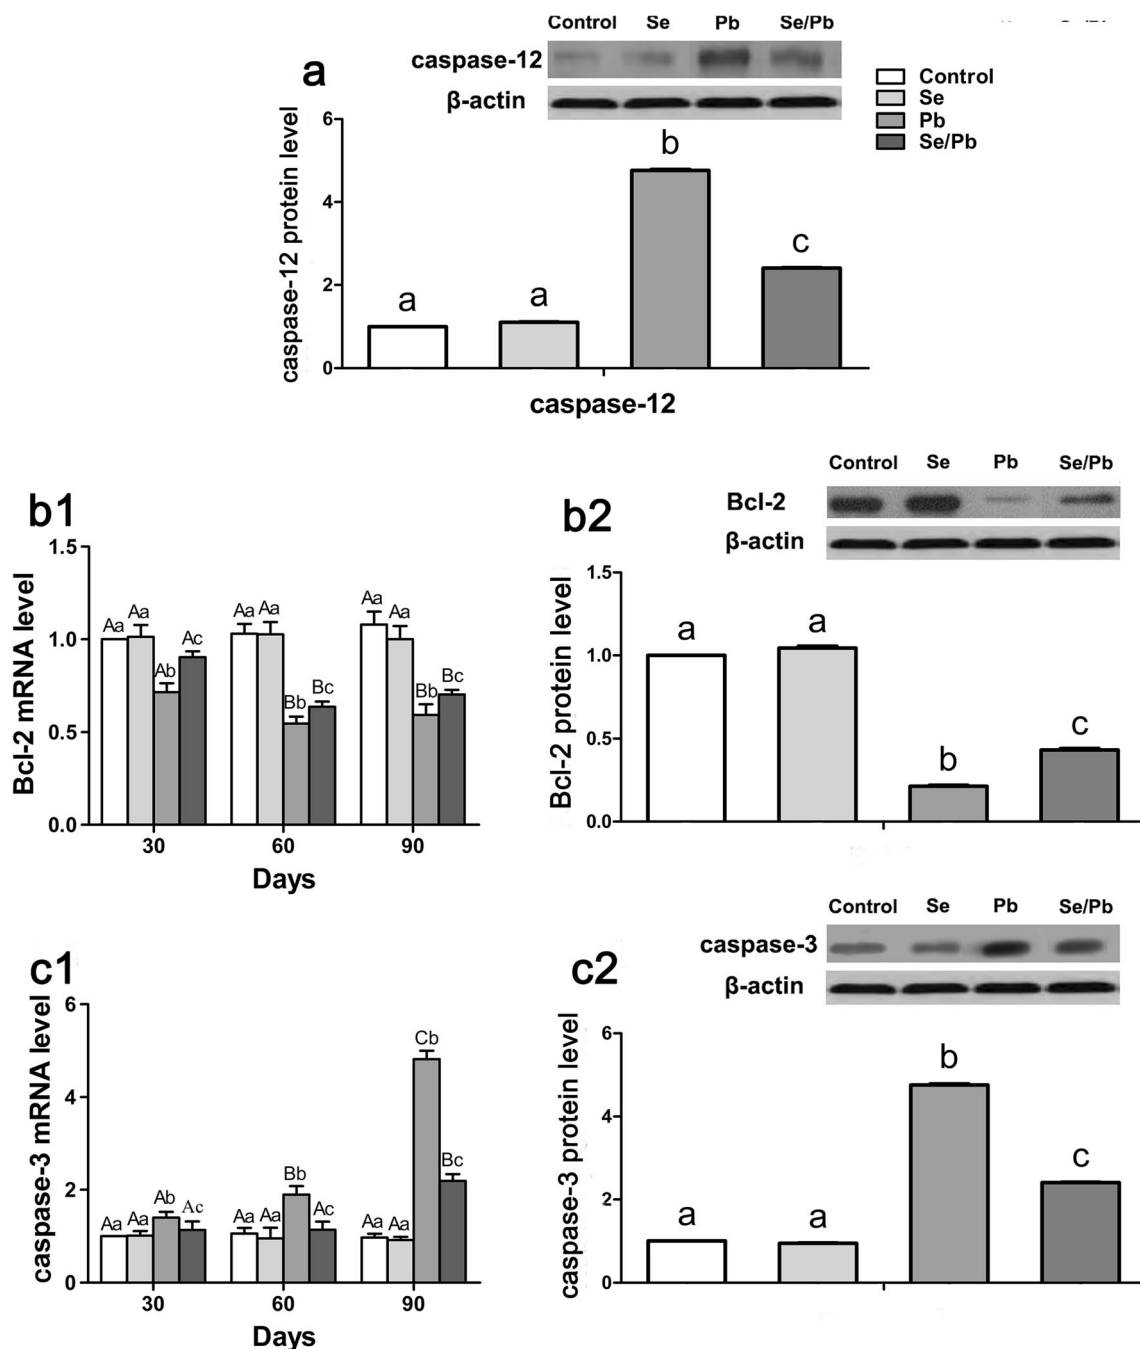 Control Se Pb Se/Pb
a
caspase-12
β-actin
Control
Se
Pb
Se/Pb
caspase-12 protein level
6
4
2
0
a a b c
caspase-12
b1
Bcl-2 mRNA level
1.5
1.0
0.5
0.0
Aa Aa Ab Ac
Aa Aa Bb Bc
Aa Aa Bb Bc
30 60 90
Days
b2
Control Se Pb Se/Pb
Bcl-2
β-actin
Bcl-2 protein level
1.5
1.0
0.5
0.0
a a b c
c1
caspase-3 mRNA level
6
4
2
0
Aa Aa Ab Ac
Aa Aa Bb Ac
Aa Aa Cb Bc
30 60 90
Days
c2
Control Se Pb Se/Pb
caspase-3
β-actin
caspase-3 protein level
6
4
2
0
a a b c